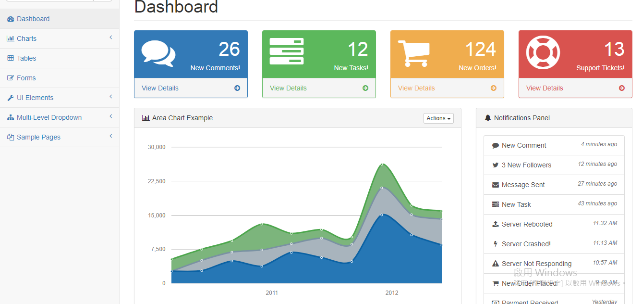 Dashboard
Dashboard
Charts
Tables
Forms
UI Elements
Multi-Level Dropdown
Sample Pages
26
New Comments!
View Details
12
New Tasks!
View Details
124
New Orders!
View Details
13
Support Tickets!
View Details
Area Chart Example
Actions
30,000
22,500
15,000
7,500
0
2011
2012
Notifications Panel
New Comment 4 minutes ago
3 New Followers 12 minutes ago
Message Sent 27 minutes ago
New Task 43 minutes ago
Server Rebooted 11:32 AM
Server Crashed! 11:13 AM
Server Not Responding 10:57 AM
New Order Placed 9:49 AM
Payment Received Yesterday
Windows
Windows